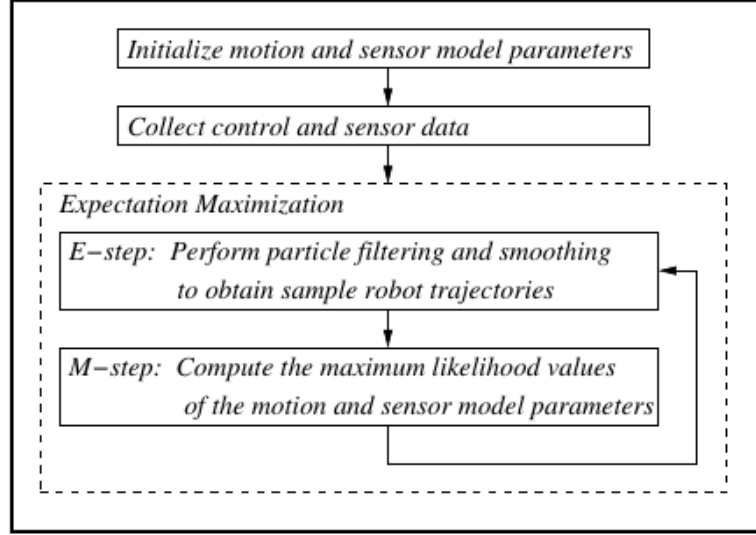 Initialize motion and sensor model parameters
Collect control and sensor data
Expectation Maximization
E−step: Perform particle filtering and smoothing
to obtain sample robot trajectories
M−step: Compute the maximum likelihood values
of the motion and sensor model parameters